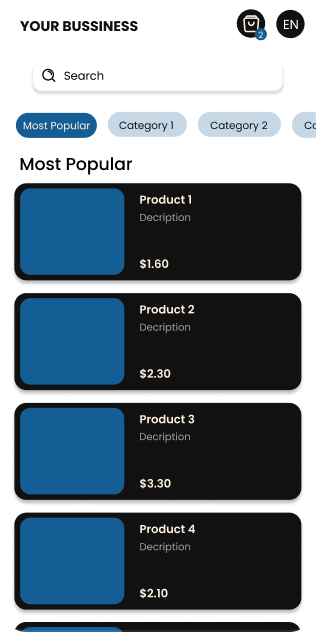 YOUR BUSSINESS
2
EN
Search
Most Popular
Category 1
Category 2
Most Popular
Product 1
Decription
$1.60
Product 2
Decription
$2.30
Product 3
Decription
$3.30
Product 4
Decription
$2.10